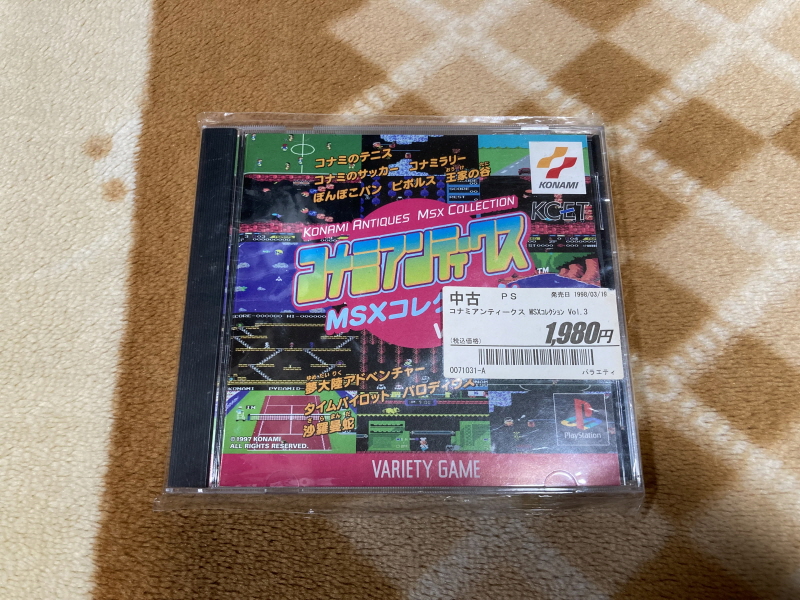 コナミのテニス
コナミのサッカー コナミラリー
ぽんぽこパン ピポルス 王家の谷
KONAMI
KCET
KONAMI ANTIQUES MSX COLLECTION
コナミアンティークス
TM
MSXコレク
中古 PS 発売日 1998/03/19
コナミアンティークス MSXコレクション Vol.3
(税込価格) 1,980円
0071031-A バラエティ
夢大陸アドベンチャー
タイムパイロット パロディウス
沙羅曼蛇
PlayStation
©1997 KONAMI
ALL RIGHTS RESERVED.
VARIETY GAME